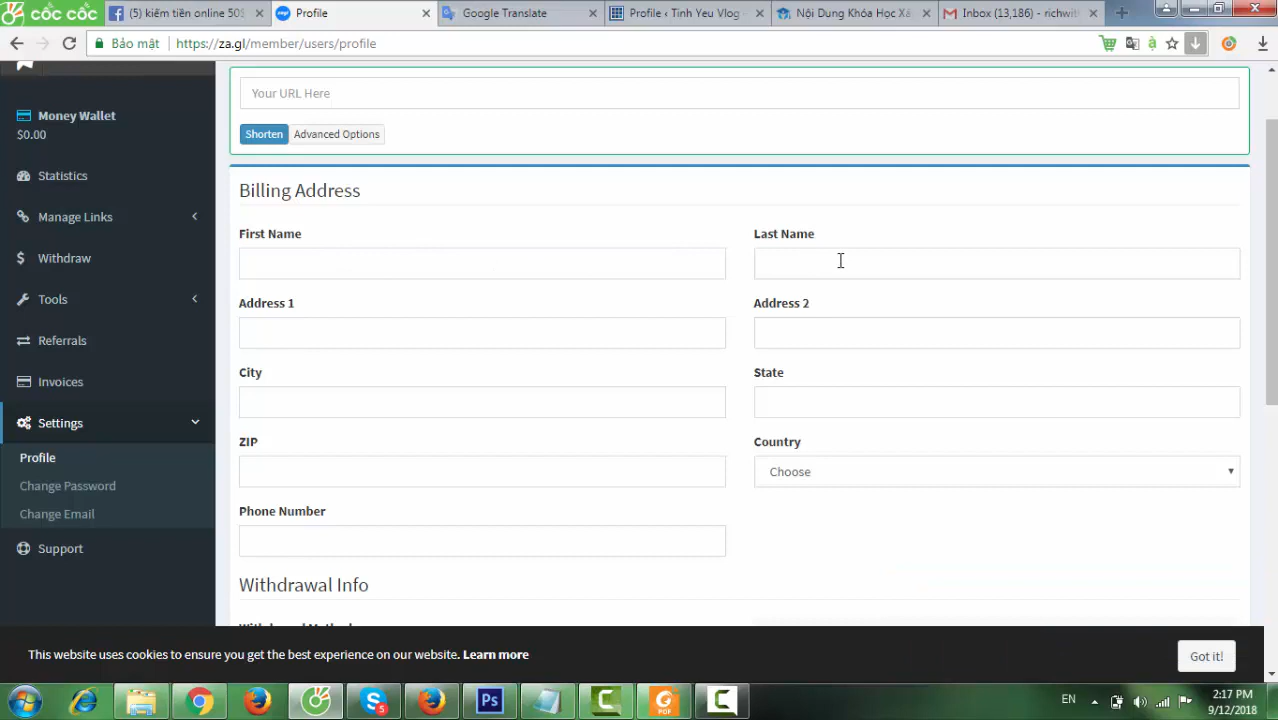 cốc cốc
(5) kiếm tiền online 50$
Profile
Google Translate
Profile ‹ Tinh Yeu Vlog -
Nội Dung Khóa Học Xâ
Inbox (13,186) - richwith
Bảo mật
https://za.gl/member/users/profile
Your URL Here
Shorten
Advanced Options
Money Wallet
$0.00
Statistics
Manage Links
Withdraw
Tools
Referrals
Invoices
Settings
Profile
Change Password
Change Email
Support
Billing Address
First Name
Last Name
Address 1
Address 2
City
State
ZIP
Country
Choose
Phone Number
Withdrawal Info
This website uses cookies to ensure you get the best experience on our website. Learn more
Got it!
Ps
PDF
EN
2:17 PM
9/12/2018